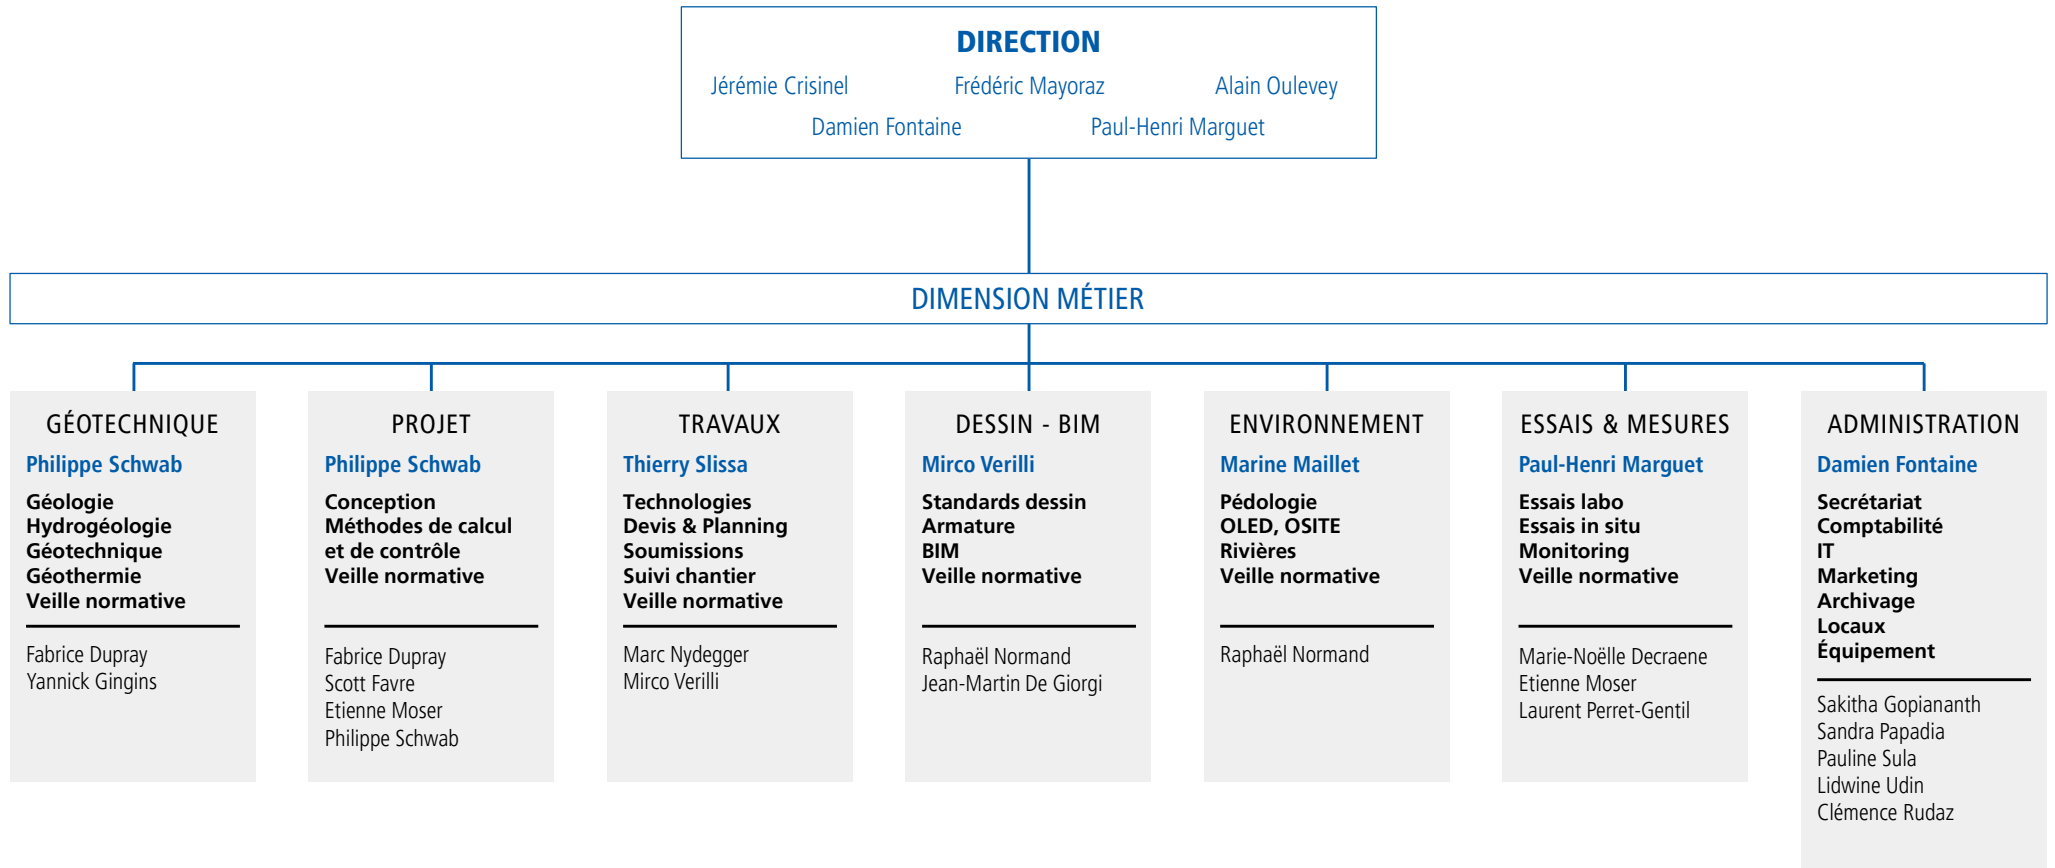 DIRECTION
Jérémie Crisinel Frédéric Mayoraz Alain Oulevey
Damien Fontaine Paul-Henri Marguet
DIMENSION MÉTIER
GÉOTECHNIQUE
Philippe Schwab
Géologie
Hydrogéologie
Géotechnique
Géothermie
Veille normative
Fabrice Dupray
Yannick Gingins
PROJET
Philippe Schwab
Conception
Méthodes de calcul
et de contrôle
Veille normative
Fabrice Dupray
Scott Favre
Etienne Moser
Philippe Schwab
TRAVAUX
Thierry Slissa
Technologies
Devis & Planning
Soumissions
Suivi chantier
Veille normative
Marc Nydegger
Mirco Verilli
DESSIN - BIM
Mirco Verilli
Standards dessin
Armature
BIM
Veille normative
Raphaël Normand
Jean-Martin De Giorgi
ENVIRONNEMENT
Marine Maillet
Pédologie
OLED, OSITE
Rivières
Veille normative
Raphaël Normand
ESSAIS & MESURES
Paul-Henri Marguet
Essais labo
Essais in situ
Monitoring
Veille normative
Marie-Noëlle Decraene
Etienne Moser
Laurent Perret-Gentil
ADMINISTRATION
Damien Fontaine
Secrétariat
Comptabilité
IT
Marketing
Archivage
Locaux
Équipement
Sakitha Gopiananth
Sandra Papadia
Pauline Sula
Lidwine Udin
Clémence Rudaz